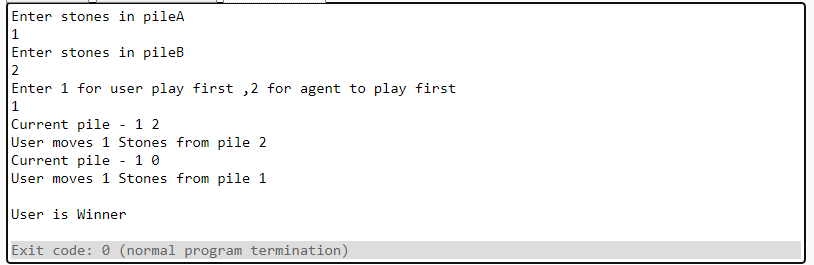 Enter stones in pileA
1
Enter stones in pileB
2
Enter 1 for user play first ,2 for agent to play first
1
Current pile - 1 2
User moves 1 Stones from pile 2
Current pile - 1 0
User moves 1 Stones from pile 1
User is Winner
Exit code: 0 (normal program termination)